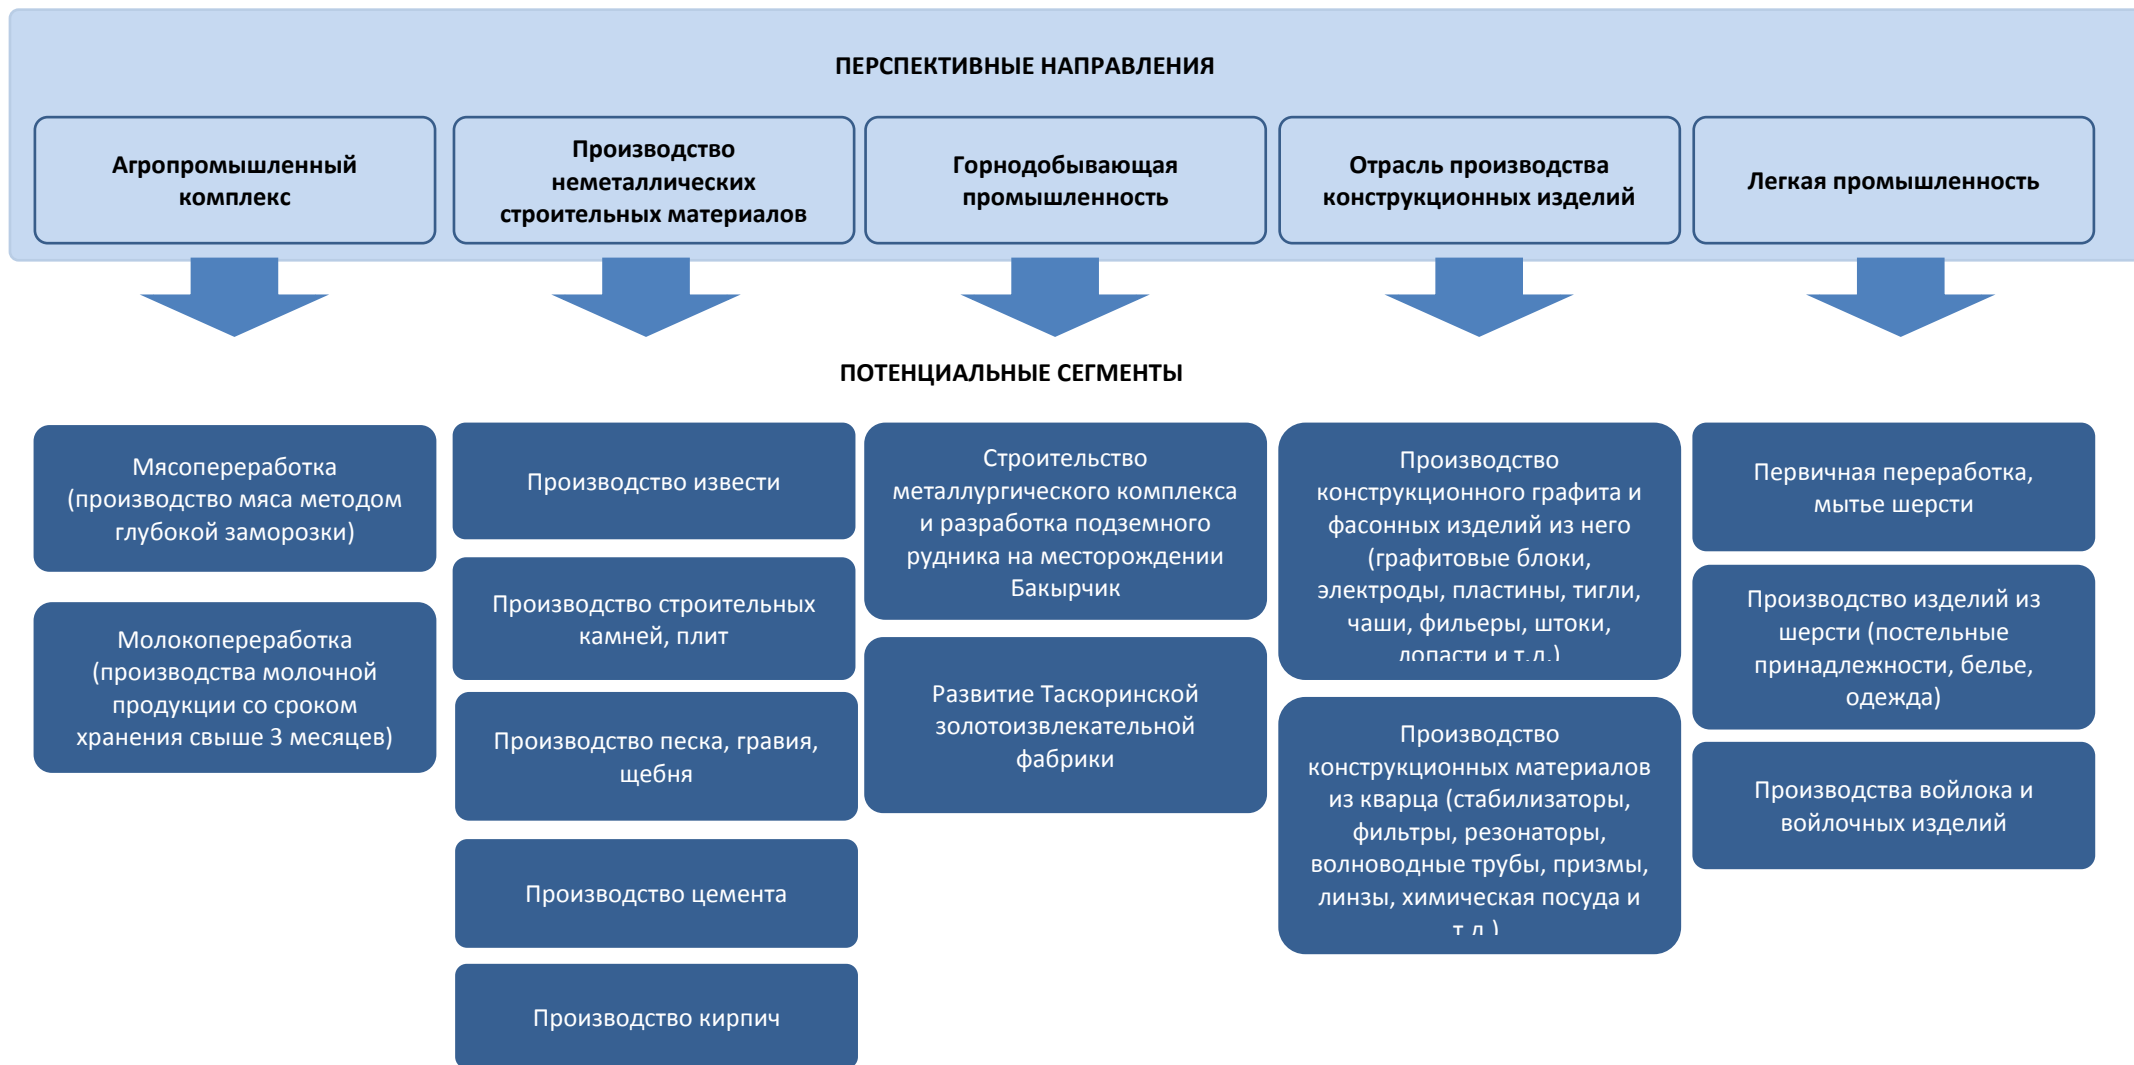 ПЕРСПЕКТИВНЫЕ НАПРАВЛЕНИЯ
Агропромышленный
комплекс
Производство
неметаллических
строительных материалов
Горнодобывающая
промышленность
Отрасль производства
конструкционных изделий
Легкая промышленность
ПОТЕНЦИАЛЬНЫЕ СЕГМЕНТЫ
Мясопереработка
(производство мяса методом
глубокой заморозки)
Молокопереработка
(производства молочной
продукции со сроком
хранения свыше 3 месяцев)
Производство извести
Производство строительных
камней, плит
Производство песка, гравия,
щебня
Производство цемента
Производство кирпич
Строительство
металлургического комплекса
и разработка подземного
рудника на месторождении
Бакырчик
Развитие Таскоринской
золотоизвлекательной
фабрики
Производство
конструкционного графита и
фасонных изделий из него
(графитовые блоки,
электроды, пластины, тигли,
чаши, фильеры, штоки,
лопасти и т.д.)
Производство
конструкционных материалов
из кварца (стабилизаторы,
фильтры, резонаторы,
волноводные трубы, призмы,
линзы, химическая посуда и
т.д.)
Первичная переработка,
мытье шерсти
Производство изделий из
шерсти (постельные
принадлежности, белье,
одежда)
Производства войлока и
войлочных изделий